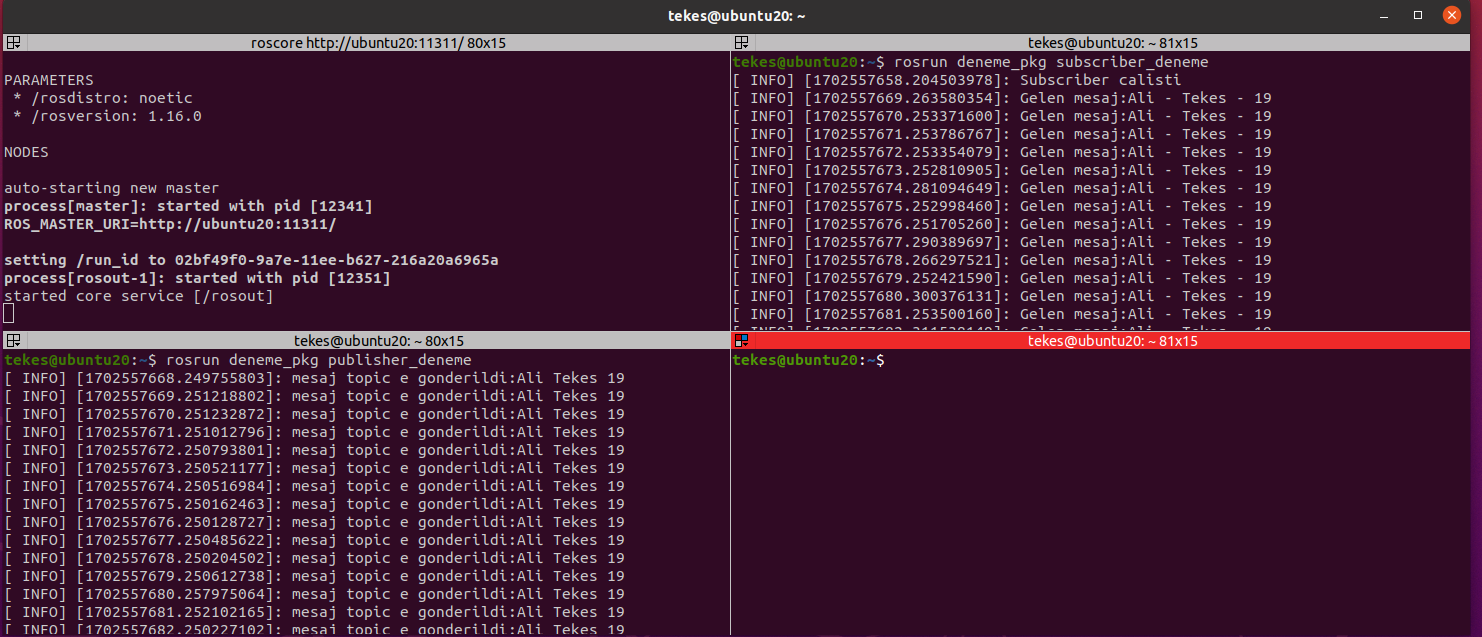 tekes@ubuntu20: ~
roscore http://ubuntu20:11311/ 80x15
PARAMETERS
* /rosdistro: noetic
* /rosversion: 1.16.0
NODES
auto-starting new master
process[master]: started with pid [12341]
ROS_MASTER_URI=http://ubuntu20:11311/
setting /run_id to 02bf49f0-9a7e-11ee-b627-216a20a6965a
process[rosout-1]: started with pid [12351]
started core service [/rosout]
tekes@ubuntu20: ~ 81x15
tekes@ubuntu20:~$ rosrun deneme_pkg subscriber_deneme
[ INFO] [1702557658.204503978]: Subscriber calisti
[ INFO] [1702557669.263580354]: Gelen mesaj:Ali - Tekes - 19
[ INFO] [1702557670.253371600]: Gelen mesaj:Ali - Tekes - 19
[ INFO] [1702557671.253786767]: Gelen mesaj:Ali - Tekes - 19
[ INFO] [1702557672.253354079]: Gelen mesaj:Ali - Tekes - 19
[ INFO] [1702557673.252810905]: Gelen mesaj:Ali - Tekes - 19
[ INFO] [1702557674.281094649]: Gelen mesaj:Ali - Tekes - 19
[ INFO] [1702557675.252998460]: Gelen mesaj:Ali - Tekes - 19
[ INFO] [1702557676.251705260]: Gelen mesaj:Ali - Tekes - 19
[ INFO] [1702557677.290389697]: Gelen mesaj:Ali - Tekes - 19
[ INFO] [1702557678.266297521]: Gelen mesaj:Ali - Tekes - 19
[ INFO] [1702557679.252421590]: Gelen mesaj:Ali - Tekes - 19
[ INFO] [1702557680.300376131]: Gelen mesaj:Ali - Tekes - 19
[ INFO] [1702557681.253500160]: Gelen mesaj:Ali - Tekes - 19
[ INFO] Gelen mesaj:Ali - Tekes - 19
tekes@ubuntu20: ~ 80x15
tekes@ubuntu20:~$ rosrun deneme_pkg publisher_deneme
[ INFO] [1702557668.249755803]: mesaj topic e gonderildi:Ali Tekes 19
[ INFO] [1702557669.251218802]: mesaj topic e gonderildi:Ali Tekes 19
[ INFO] [1702557670.251232872]: mesaj topic e gonderildi:Ali Tekes 19
[ INFO] [1702557671.251012796]: mesaj topic e gonderildi:Ali Tekes 19
[ INFO] [1702557672.250793801]: mesaj topic e gonderildi:Ali Tekes 19
[ INFO] [1702557673.250521177]: mesaj topic e gonderildi:Ali Tekes 19
[ INFO] [1702557674.250516984]: mesaj topic e gonderildi:Ali Tekes 19
[ INFO] [1702557675.250162463]: mesaj topic e gonderildi:Ali Tekes 19
[ INFO] [1702557676.250128727]: mesaj topic e gonderildi:Ali Tekes 19
[ INFO] [1702557677.250485622]: mesaj topic e gonderildi:Ali Tekes 19
[ INFO] [1702557678.250204502]: mesaj topic e gonderildi:Ali Tekes 19
[ INFO] [1702557679.250612738]: mesaj topic e gonderildi:Ali Tekes 19
[ INFO] [1702557680.257975064]: mesaj topic e gonderildi:Ali Tekes 19
[ INFO] [1702557681.252102165]: mesaj topic e gonderildi:Ali Tekes 19
[ INFO] [1702557682.250227102]: mesaj topic e gonderildi:Ali Tekes 19
tekes@ubuntu20: ~ 81x15
tekes@ubuntu20:~$